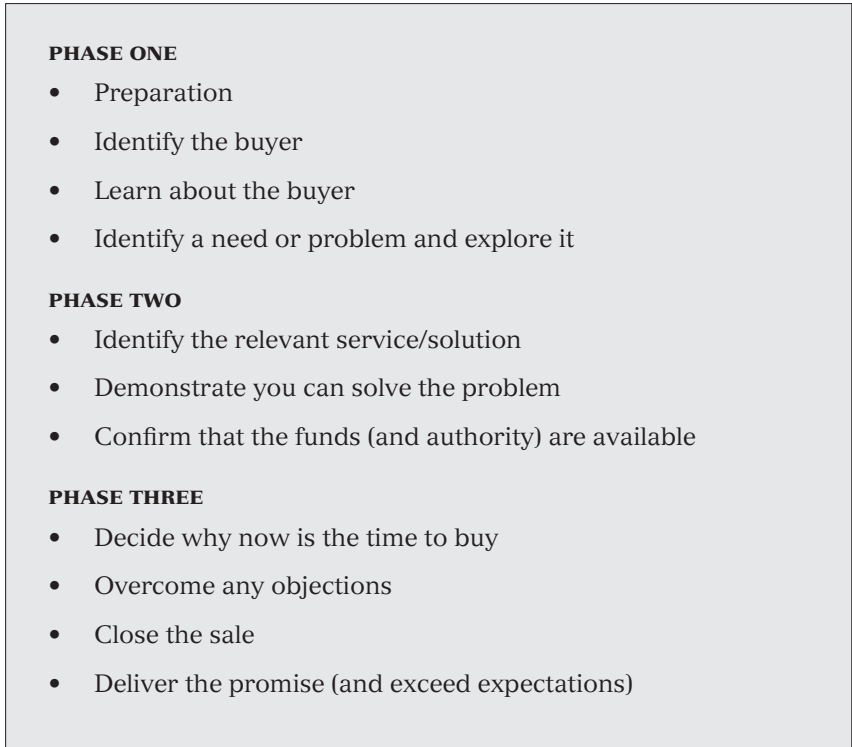 PHASE ONE
• Preparation
• Identify the buyer
• Learn about the buyer
• Identify a need or problem and explore it
PHASE TWO
• Identify the relevant service/solution
• Demonstrate you can solve the problem
• Confirm that the funds (and authority) are available
PHASE THREE
• Decide why now is the time to buy
• Overcome any objections
• Close the sale
• Deliver the promise (and exceed expectations)